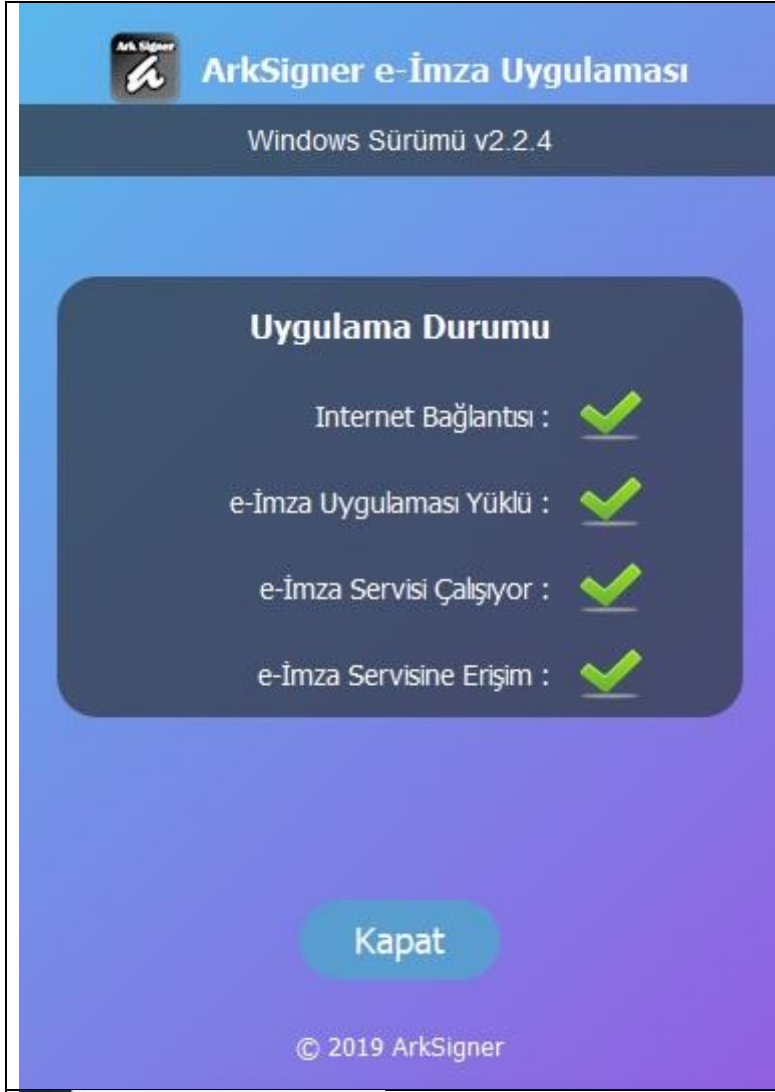 Ark Signer
ArkSigner e-İmza Uygulaması
Windows Sürümü v2.2.4
Uygulama Durumu
Internet Bağlantısı :
e-İmza Uygulaması Yüklü :
e-İmza Servisi Çalışıyor :
e-İmza Servisine Erişim :
Kapat
© 2019 ArkSigner